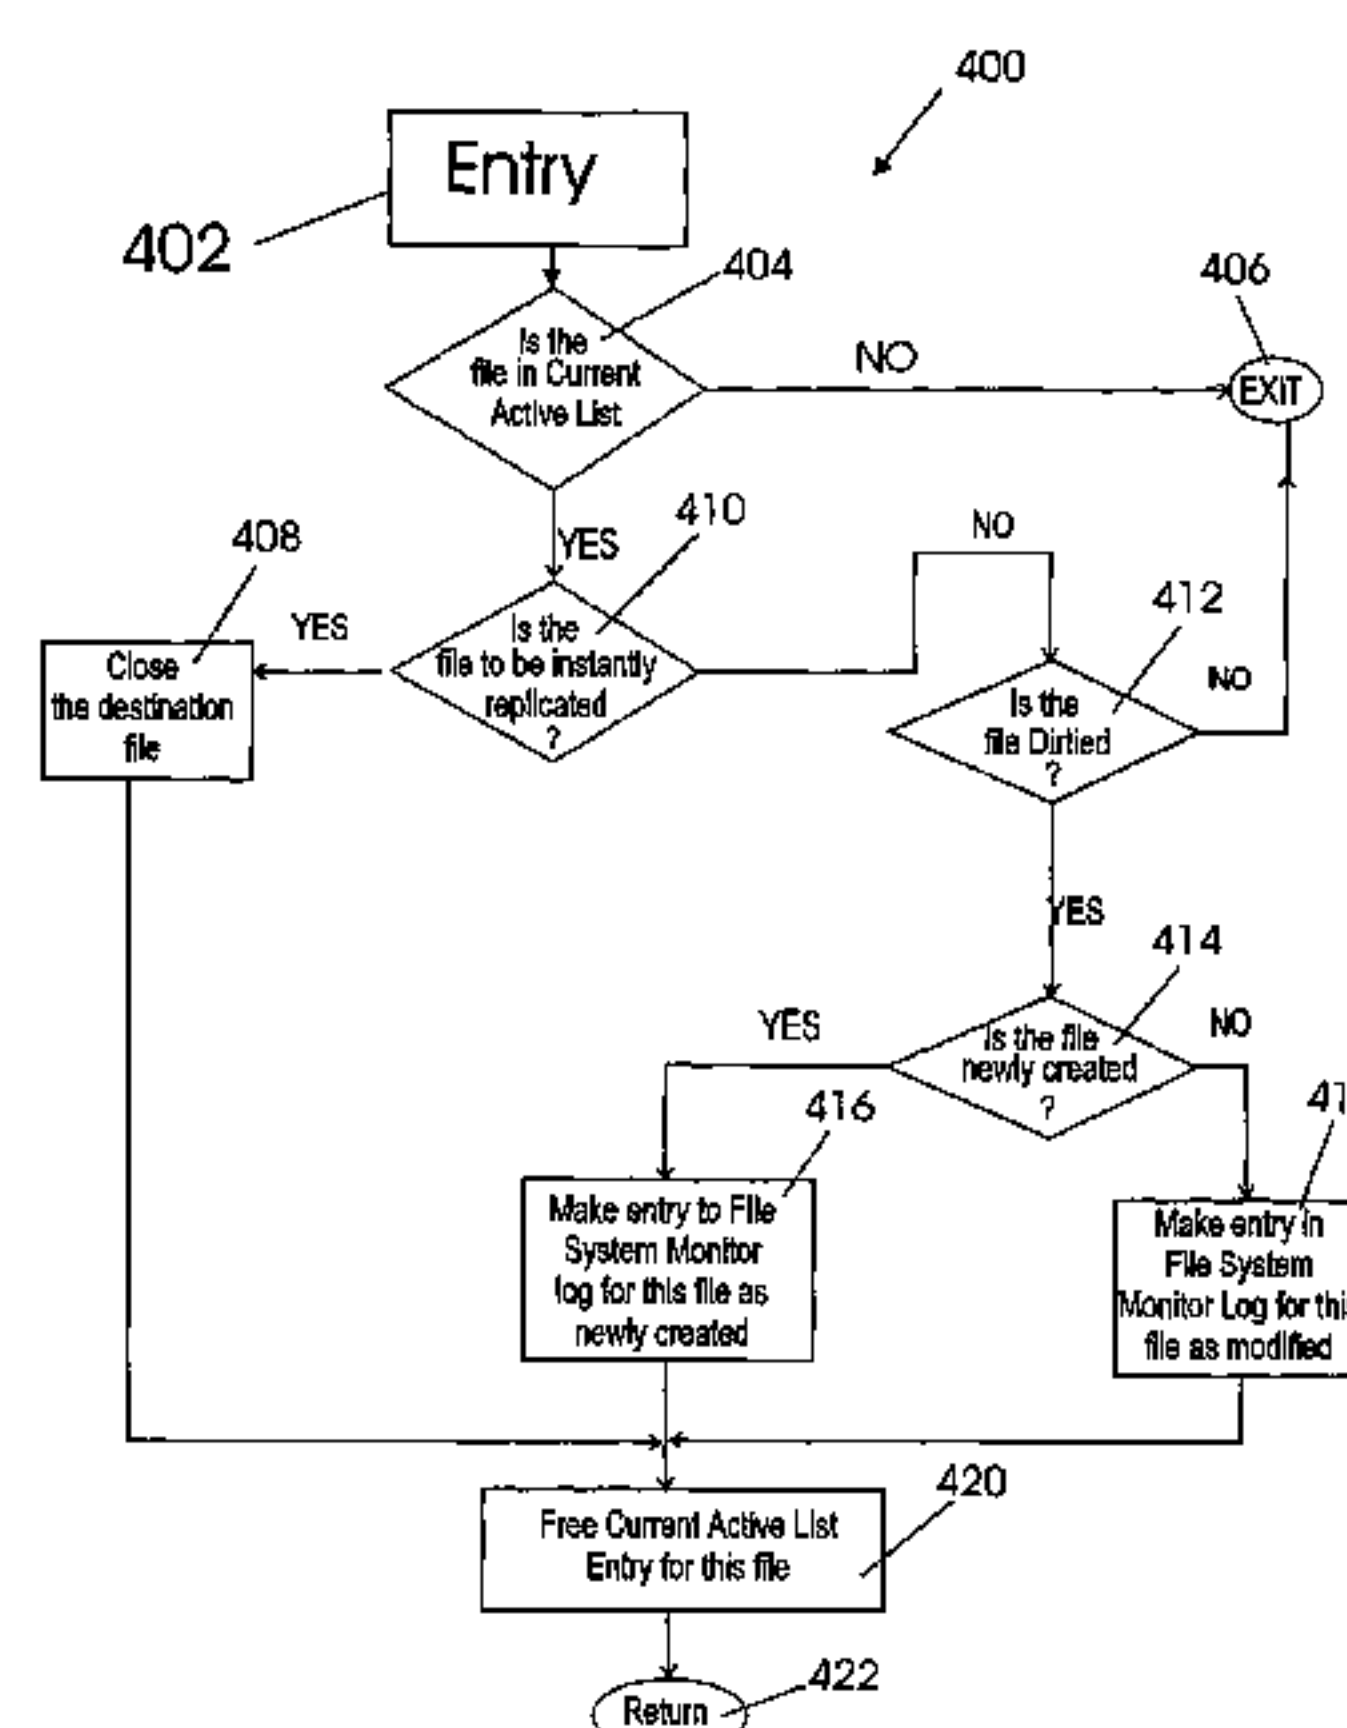 400
Entry
402
404
406
Is the
file in Current
Active List
NO
EXIT
YES
410
408
NO
412
YES
Close
the destination
file
Is the
file to be instantly
replicated
?
Is the
file Dirtied
?
NO
YES
414
YES
Is the file
newly created
?
NO
416
Make entry to File
System Monitor
log for this file as
newly created
Make entry in
File System
Monitor Log for
file as modified
420
Free Current Active List
Entry for this file
422
Return